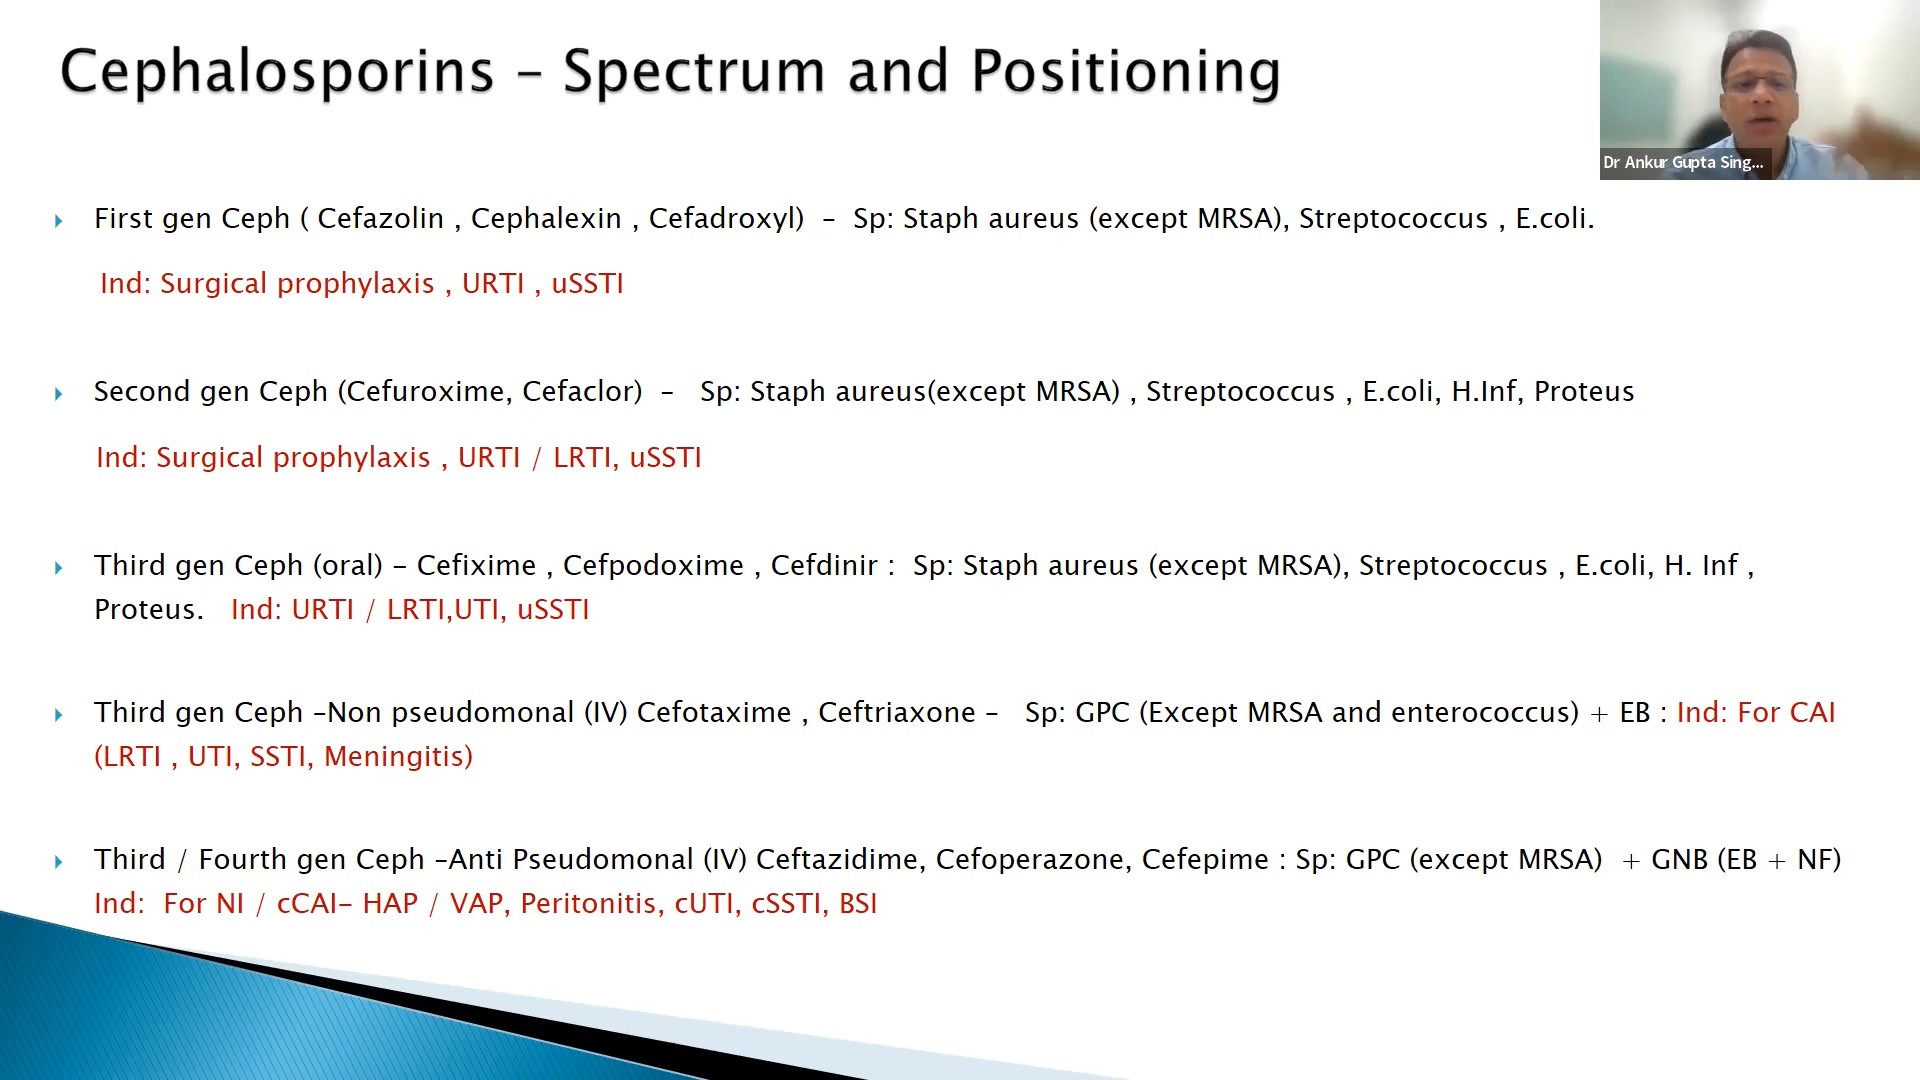 Cephalosporins – Spectrum and Positioning
Dr Ankur Gupta Sing...
First gen Ceph ( Cefazolin , Cephalexin , Cefadroxyl) – Sp: Staph aureus (except MRSA), Streptococcus , E.coli.
Ind: Surgical prophylaxis , URTI , uSSTI
Second gen Ceph (Cefuroxime, Cefaclor) – Sp: Staph aureus(except MRSA) , Streptococcus , E.coli, H.Inf, Proteus
Ind: Surgical prophylaxis , URTI / LRTI, uSSTI
Third gen Ceph (oral) – Cefixime , Cefpodoxime , Cefdinir : Sp: Staph aureus (except MRSA), Streptococcus , E.coli, H. Inf ,
Proteus. Ind: URTI / LRTI,UTI, uSSTI
Third gen Ceph –Non pseudomonal (IV) Cefotaxime , Ceftriaxone – Sp: GPC (Except MRSA and enterococcus) + EB : Ind: For CAI
(LRTI , UTI, SSTI, Meningitis)
Third / Fourth gen Ceph –Anti Pseudomonal (IV) Ceftazidime, Cefoperazone, Cefepime : Sp: GPC (except MRSA) + GNB (EB + NF)
Ind: For NI / cCAI– HAP / VAP, Peritonitis, cUTI, cSSTI, BSI